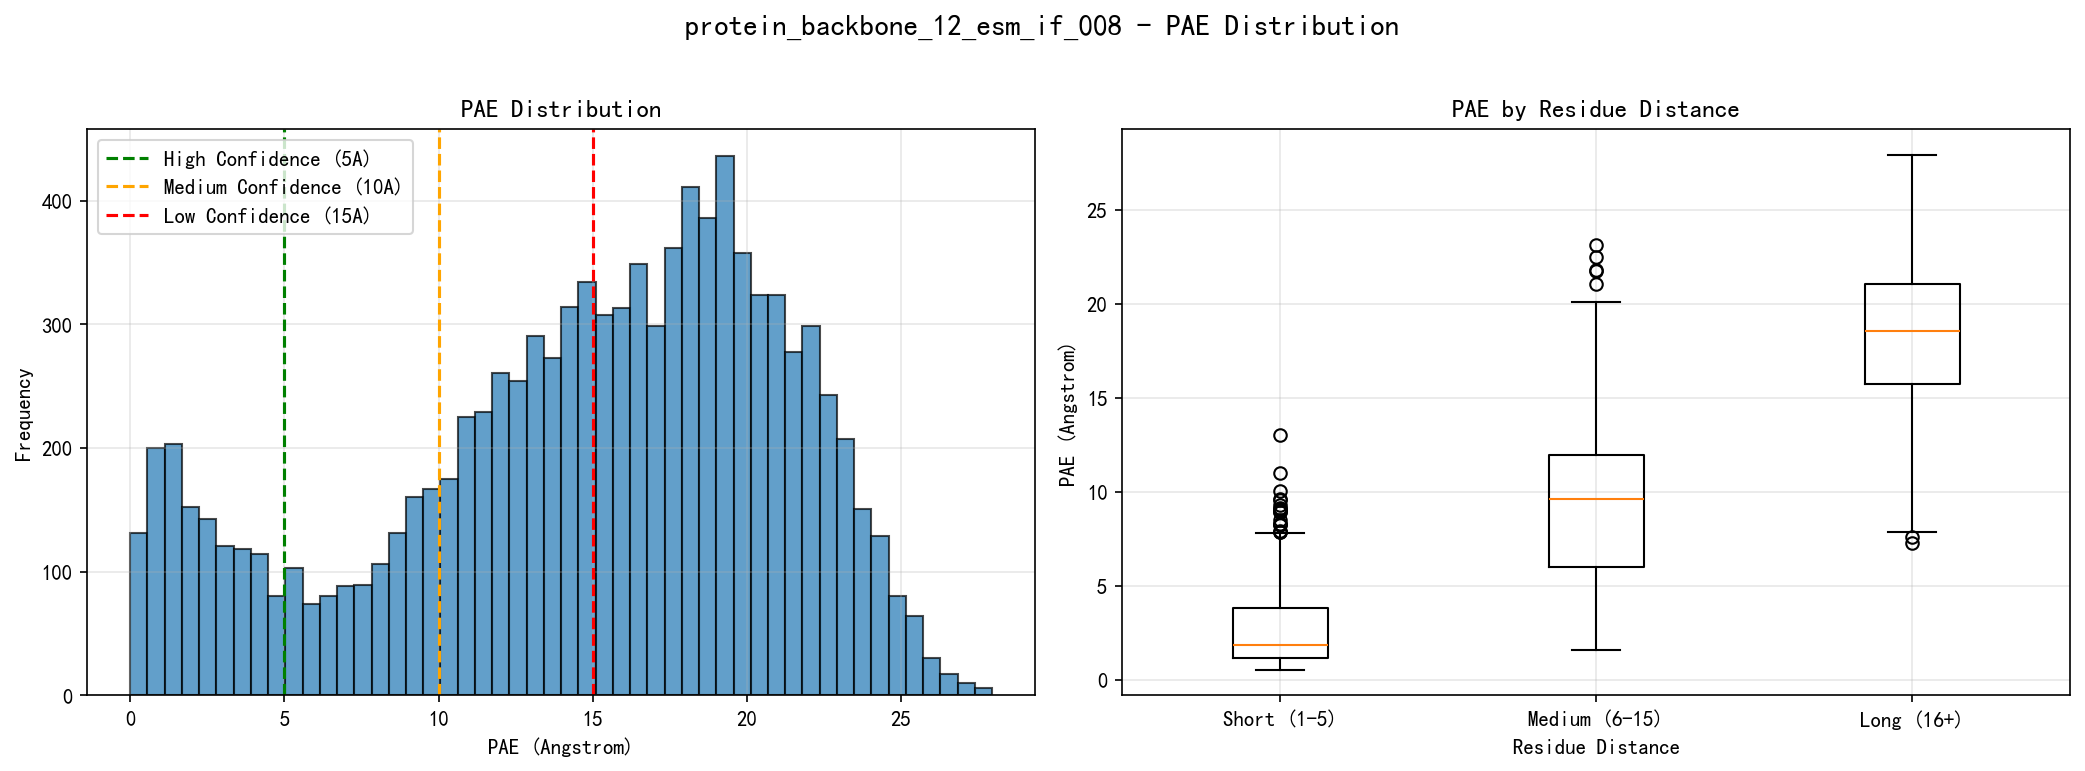 protein_backbone_12_esm_if_008 - PAE Distribution
PAE Distribution
High Confidence (5A)
Medium Confidence (10A)
Low Confidence (15A)
Frequency
400
300
200
100
0
0 5 10 15 20 25
PAE (Angstrom)
PAE by Residue Distance
PAE (Angstrom)
25
20
15
10
5
0
Short (1-5) Medium (6-15) Long (16+)
Residue Distance